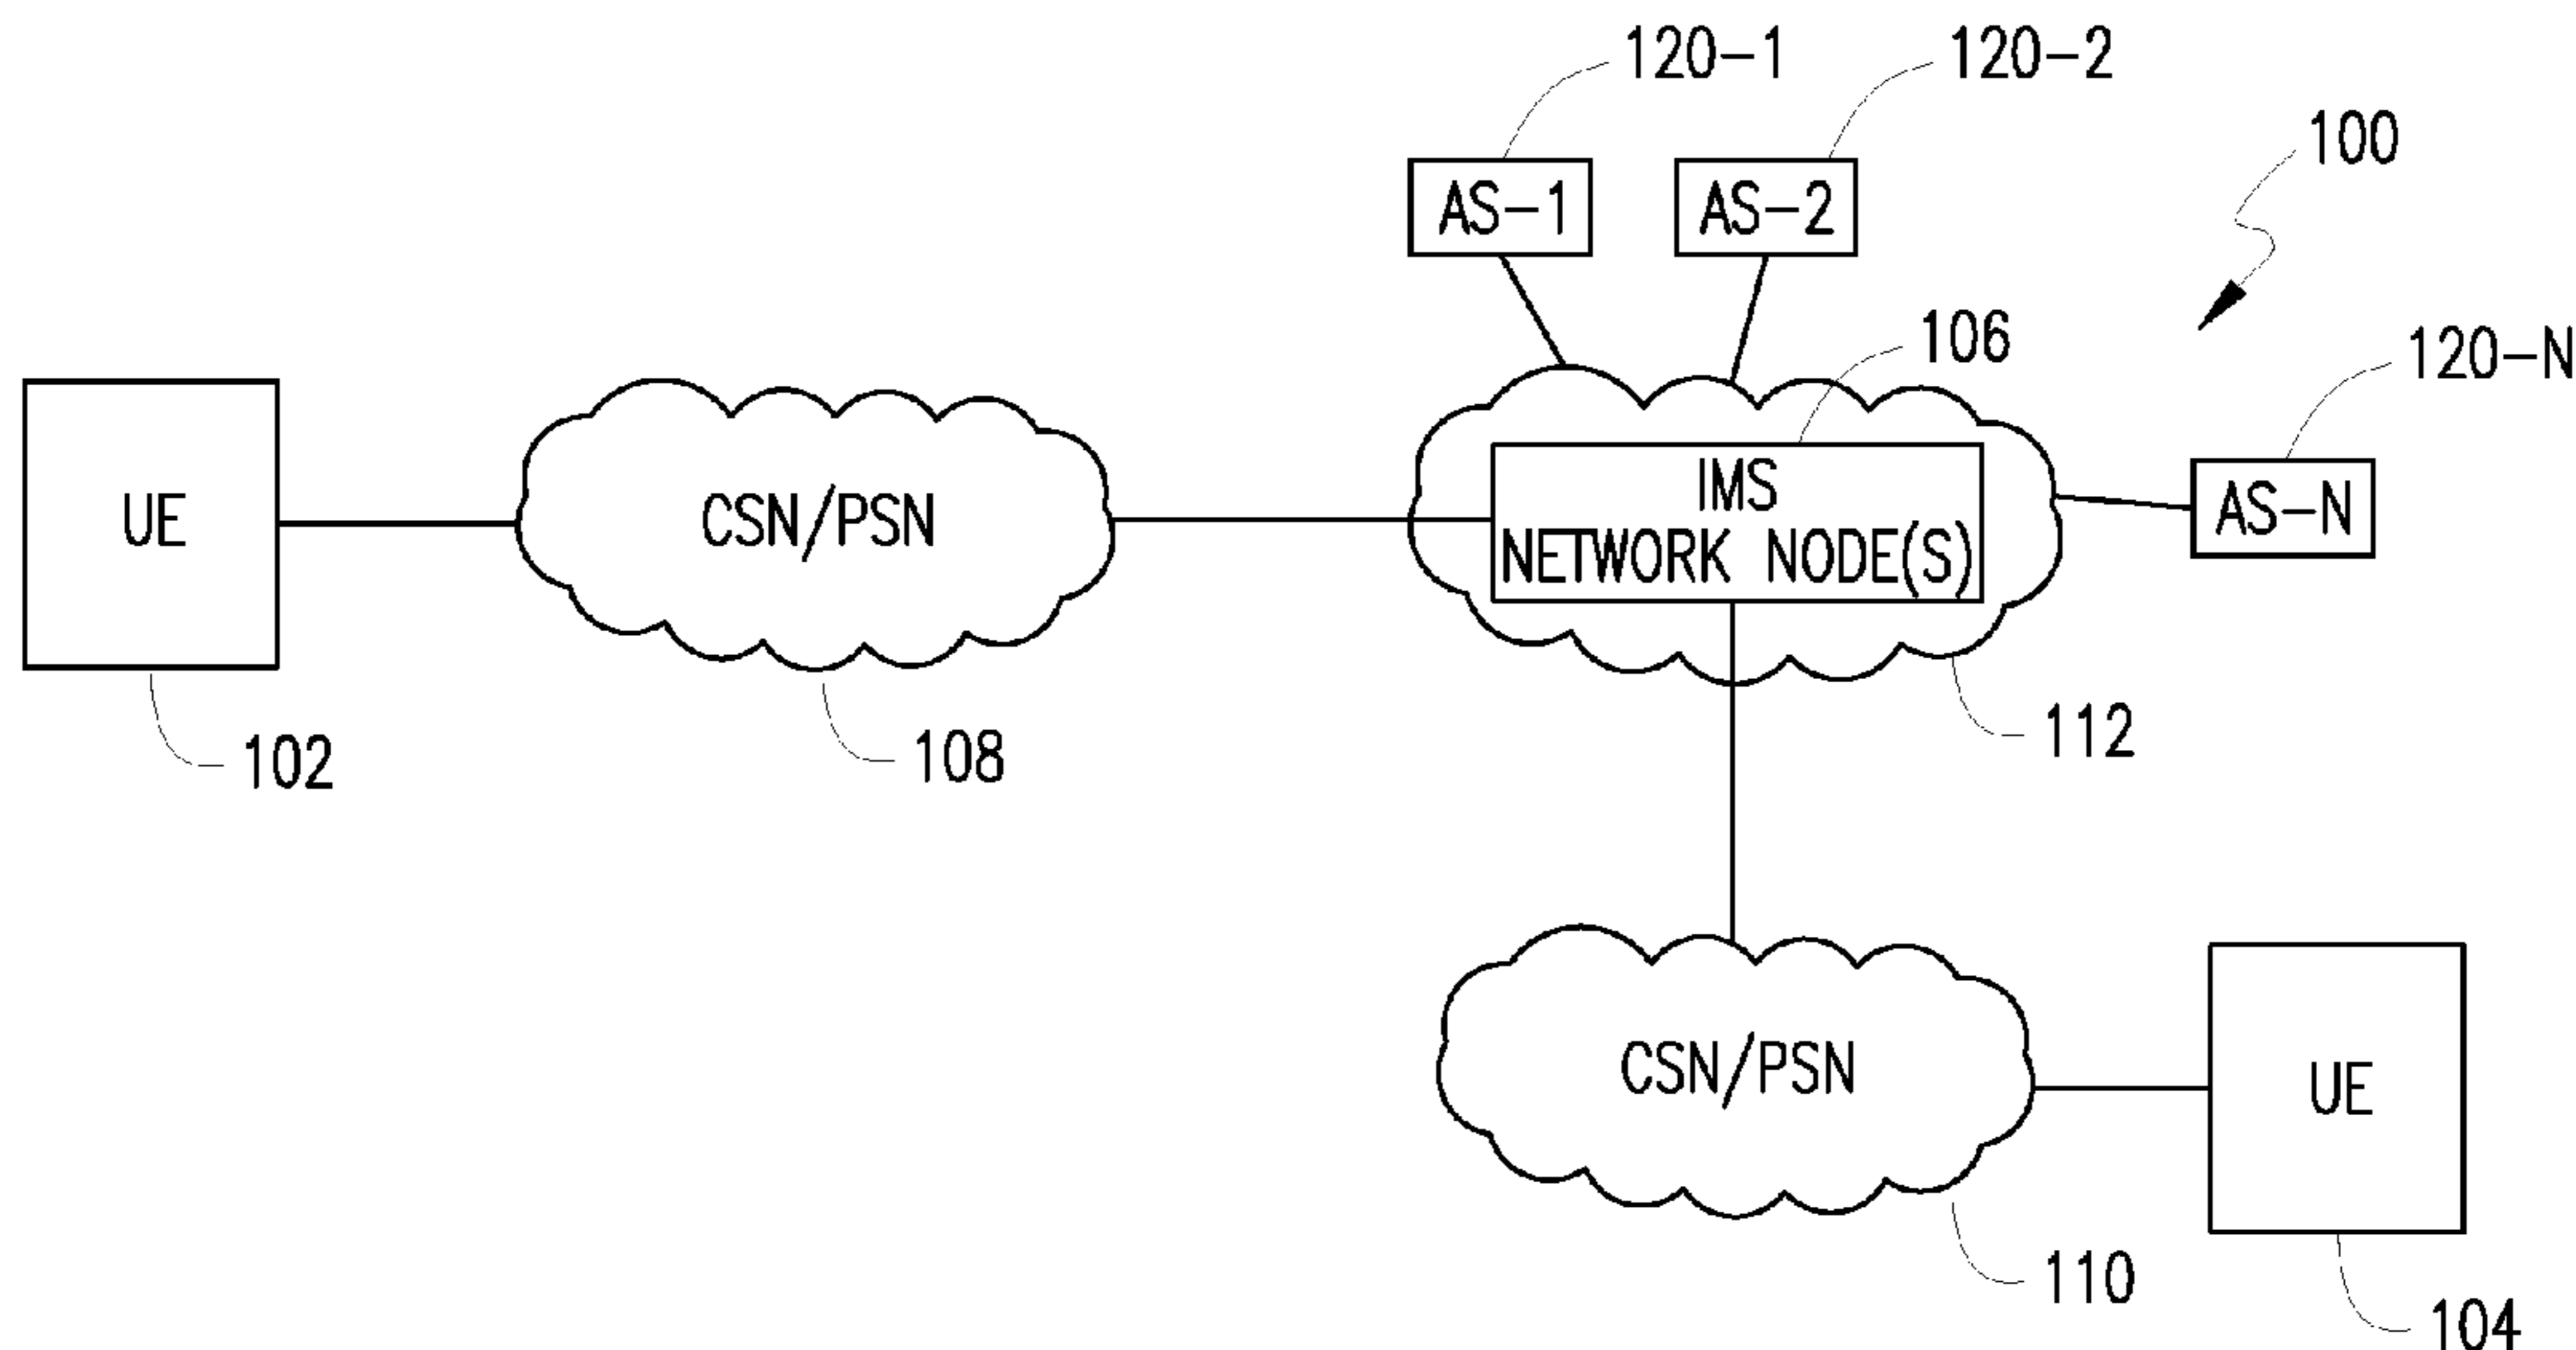 120-1
120-2
100
AS-1
AS-2
106
120-N
IMS
UE
CSN/PSN
AS-N
NETWORK NODE(S)
112
102
108
CSN/PSN
UE
110
104